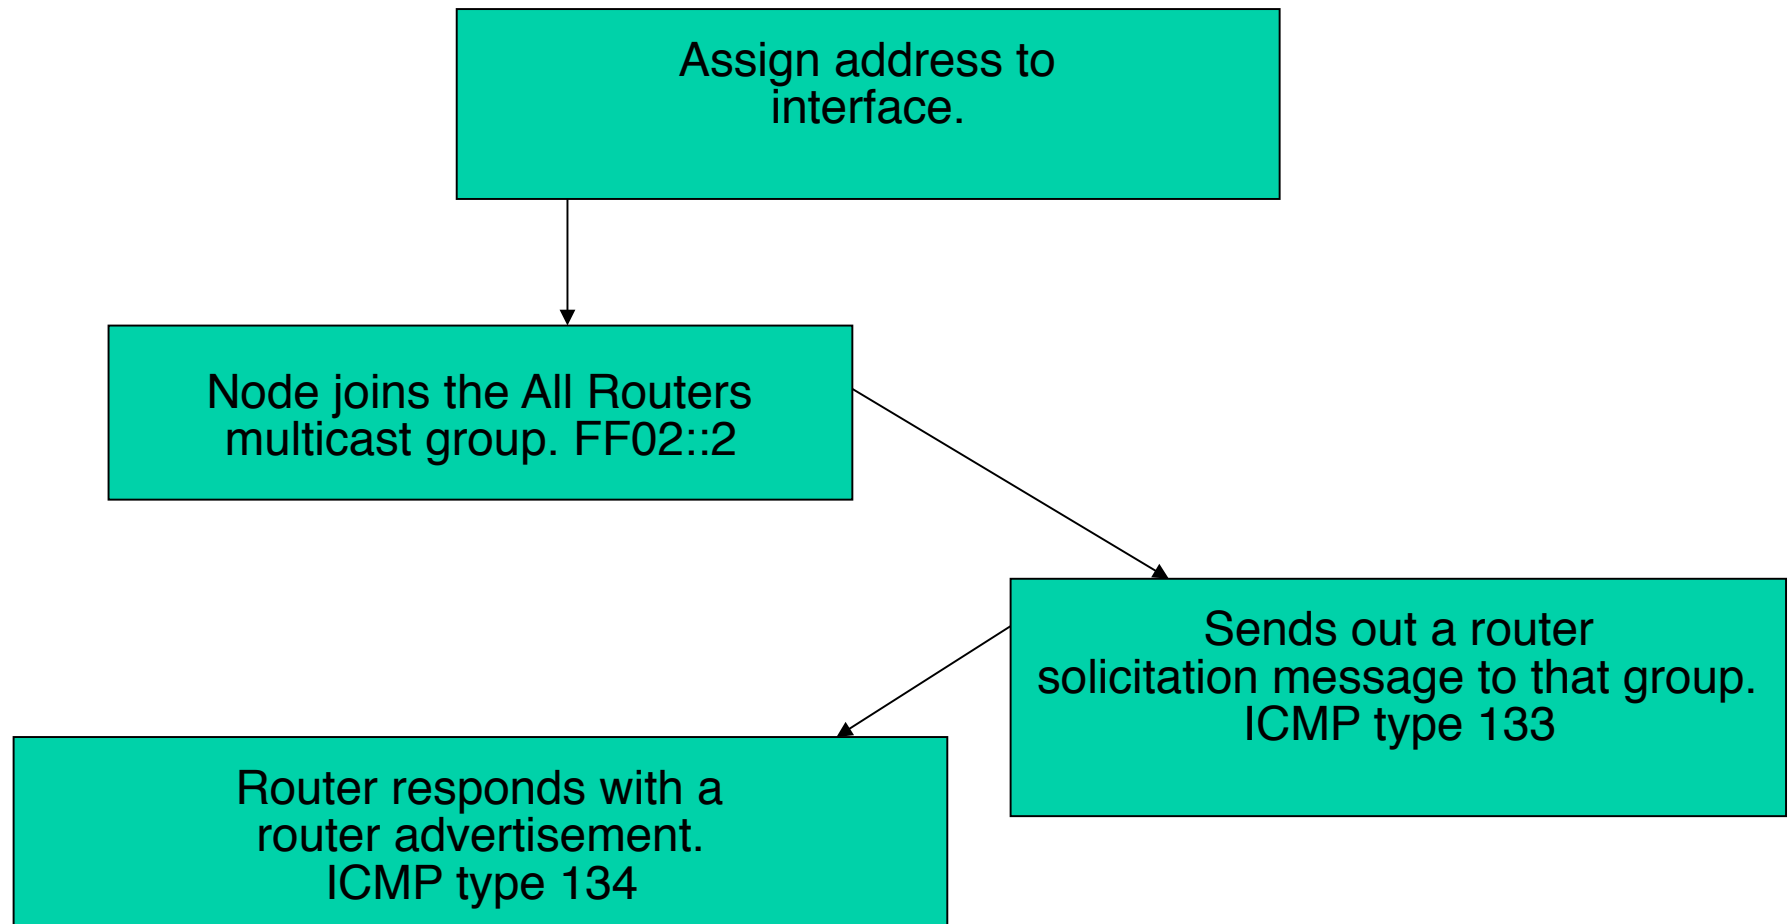 Assign address to
interface.
Node joins the All Routers
multicast group. FF02::2
Sends out a router
solicitation message to that group.
ICMP type 133
Router responds with a
router advertisement.
ICMP type 134